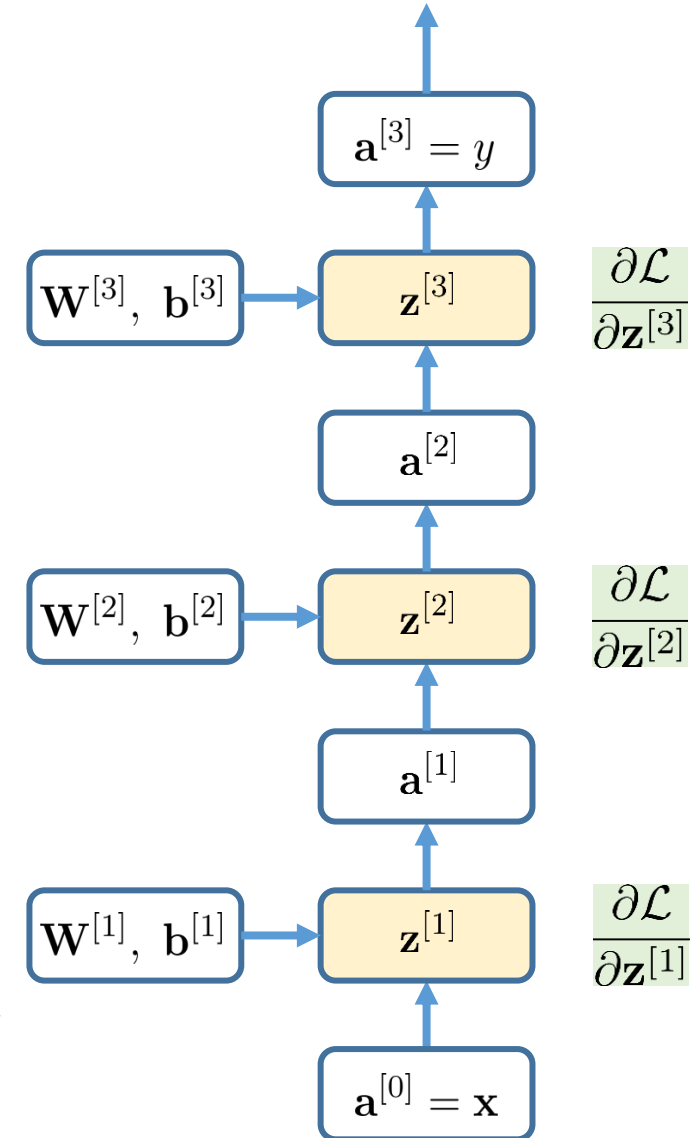 𝐚^[3] = y
𝐖^[3], 𝐛^[3]
𝐳^[3]
∂ℒ/∂𝐳^[3]
𝐚^[2]
𝐖^[2], 𝐛^[2]
𝐳^[2]
∂ℒ/∂𝐳^[2]
𝐚^[1]
𝐖^[1], 𝐛^[1]
𝐳^[1]
∂ℒ/∂𝐳^[1]
𝐚^[0] = 𝐱